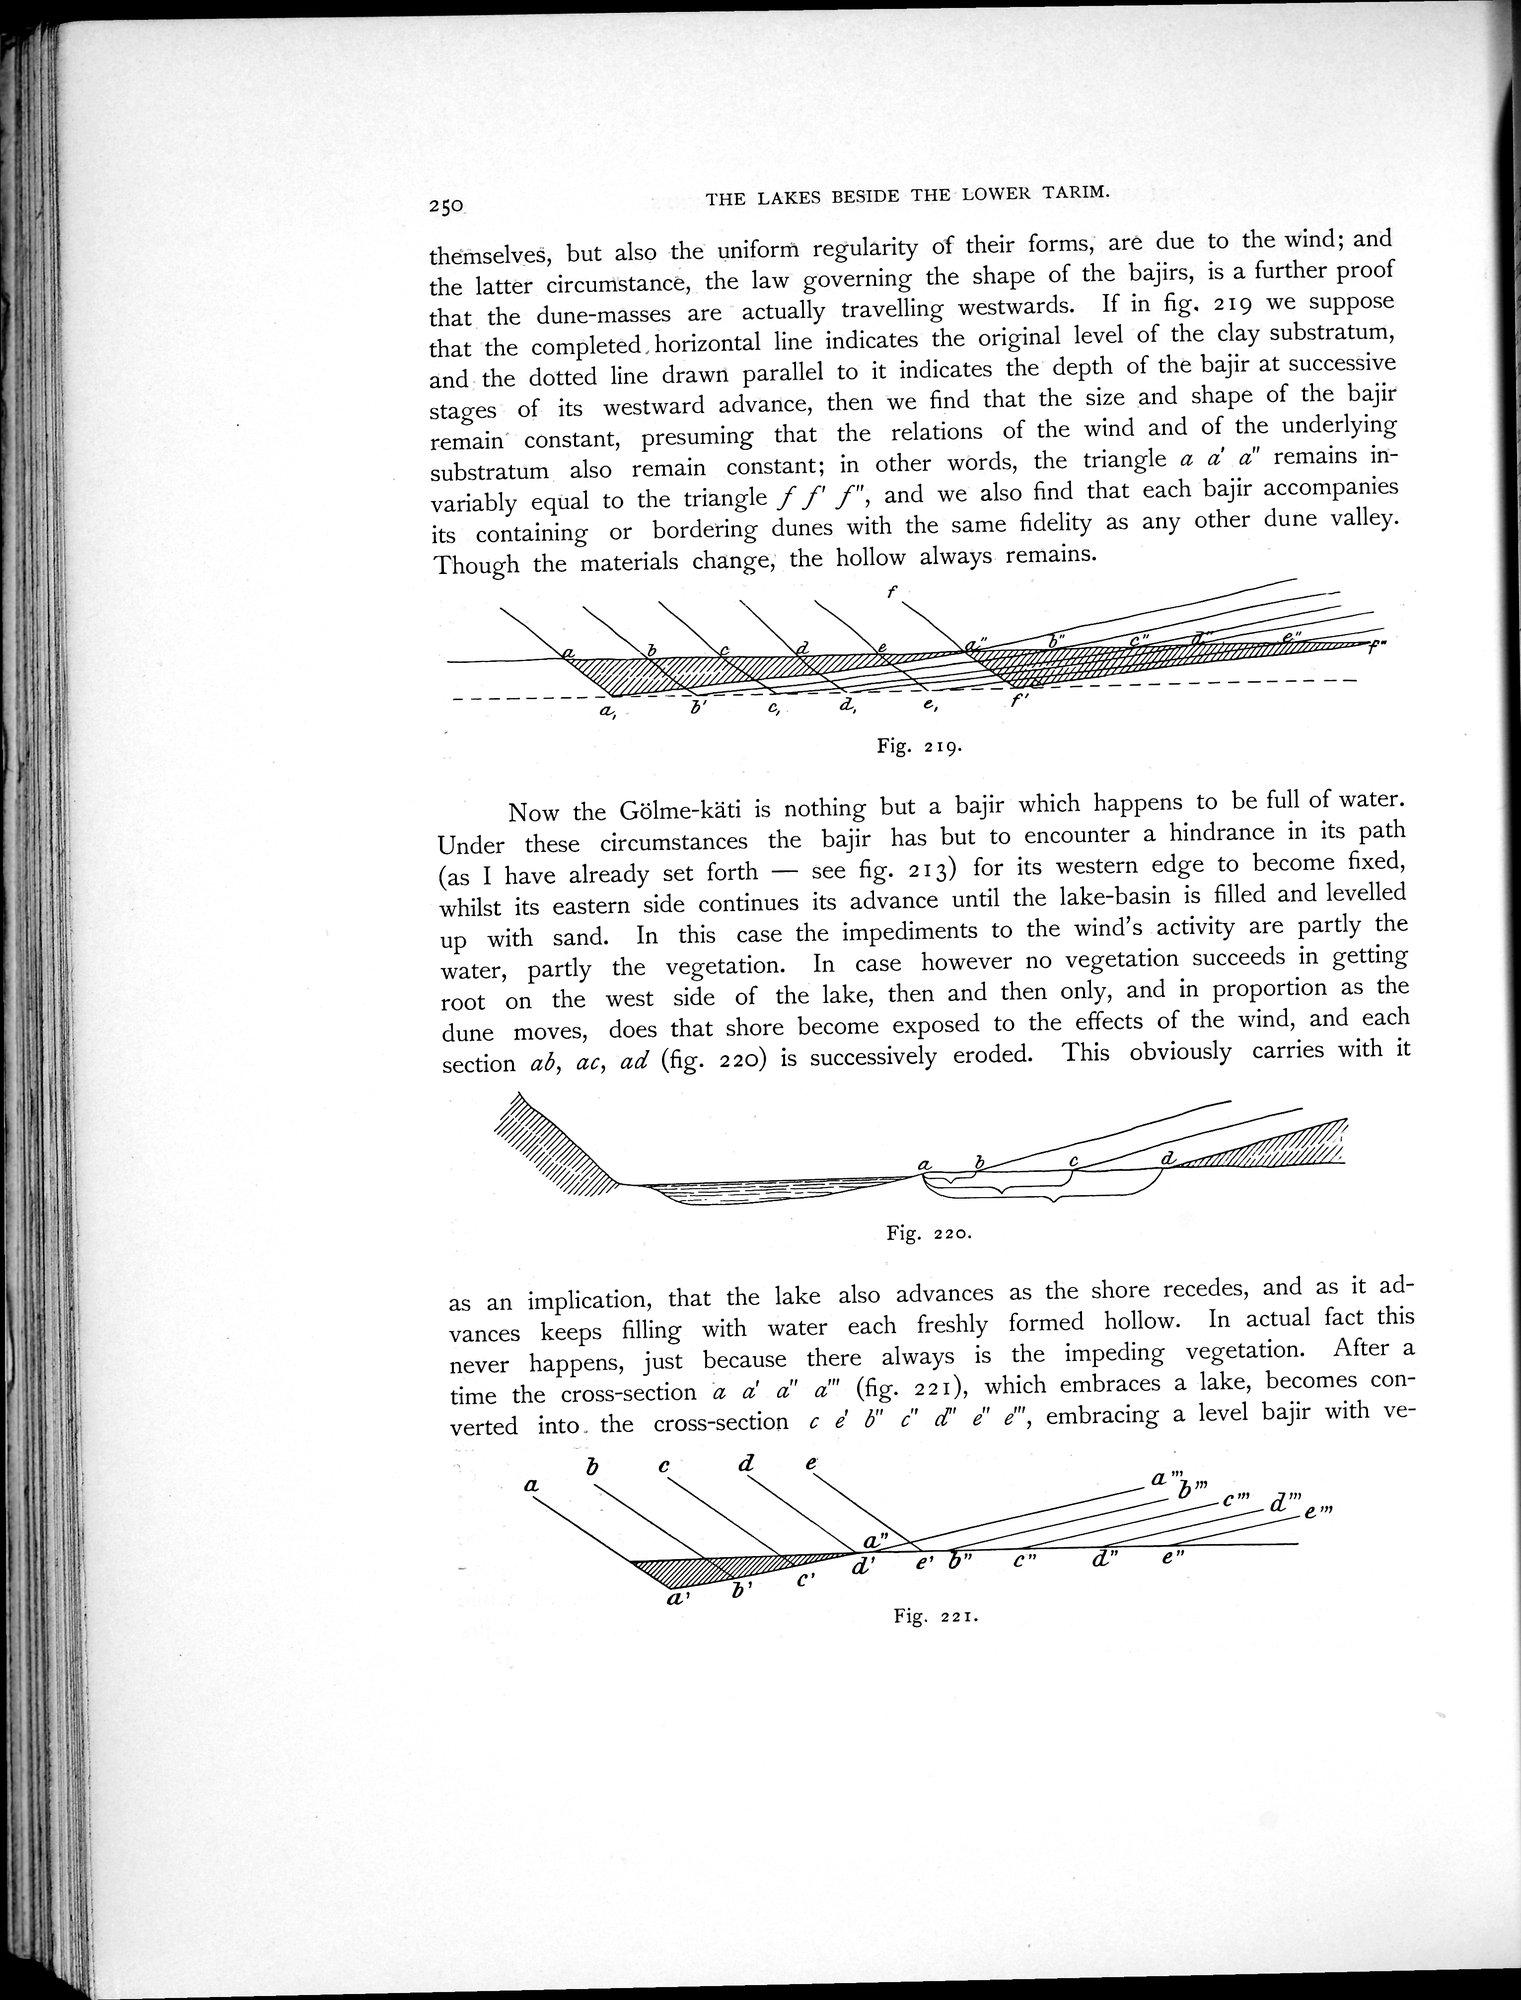 250
THE LAKES BESIDE THE LOWER TARIM.
themselves, but also the uniform regularity of their forms, are due to the wind; and
the latter circumstance, the law governing the shape of the bajirs, is a further proof
that the dune-masses are actually travelling westwards. If in fig. 219 we suppose
that the completed horizontal line indicates the original level of the clay substratum,
and the dotted line drawn parallel to it indicates the depth of the bajir at successive
stages of its westward advance, then we find that the size and shape of the bajir
remain constant, presuming that the relations of the wind and of the underlying
substratum also remain constant; in other words, the triangle a a' a" remains in-
variably equal to the triangle f f' f", and we also find that each bajir accompanies
its containing or bordering dunes with the same fidelity as any other dune valley.
Though the materials change, the hollow always remains.
f
a b c d e a" b" c" d" e" f"
a, b' c, d, e, f'
Fig. 219.
Now the Gölme-käti is nothing but a bajir which happens to be full of water.
Under these circumstances the bajir has but to encounter a hindrance in its path
(as I have already set forth — see fig. 213) for its western edge to become fixed,
whilst its eastern side continues its advance until the lake-basin is filled and levelled
up with sand. In this case the impediments to the wind's activity are partly the
water, partly the vegetation. In case however no vegetation succeeds in getting
root on the west side of the lake, then and then only, and in proportion as the
dune moves, does that shore become exposed to the effects of the wind, and each
section ab, ac, ad (fig. 220) is successively eroded. This obviously carries with it
a b c d
Fig. 220.
as an implication, that the lake also advances as the shore recedes, and as it ad-
vances keeps filling with water each freshly formed hollow. In actual fact this
never happens, just because there always is the impeding vegetation. After a
time the cross-section a a' a" a"' (fig. 221), which embraces a lake, becomes con-
verted into the cross-section c e' b" c" d" e" e"', embracing a level bajir with ve-
a b c d e a"' b"' c"' d"' e"'
a" 
a' b' c' d' e' b" c" d" e"
Fig. 221.